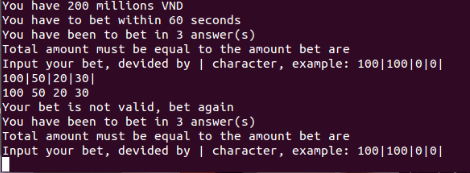 You have 200 millions VND
You have to bet within 60 seconds
You have been to bet in 3 answer(s)
Total amount must be equal to the amount bet are
Input your bet, devided by | character, example: 100|100|0|0|
100|50|20|30|
100 50 20 30
Your bet is not valid, bet again
You have been to bet in 3 answer(s)
Total amount must be equal to the amount bet are
Input your bet, devided by | character, example: 100|100|0|0|